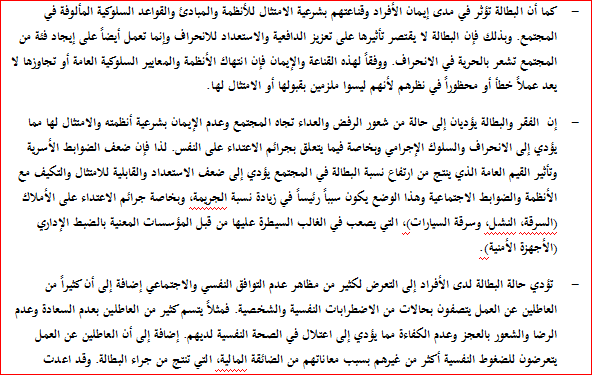 – كما أن البطالة تؤثر في مدى إيمان الأفراد وقناعتهم بشرعية الامتثال للأنظمة والمبادئ والقواعد السلوكية المألوفة في
المجتمع. وبذلك فإن البطالة لا يقتصر تأثيرها على تعزيز الدافعية والاستعداد للانحراف وإنما تعمل أيضاً على إيجاد فئة من
المجتمع تشعر بالحرية في الانحراف. ووفقاً لهذه القناعة والإيمان فإن انتهاك الأنظمة والمعايير السلوكية العامة أو تجاوزها لا
يعد عملاً خطأ أو محظوراً في نظرهم لأنهم ليسوا ملزمين بقبولها أو الامتثال لها.
– إن الفقر والبطالة يؤديان إلى حالة من شعور الرفض والعداء تجاه المجتمع وعدم الإيمان بشرعية أنظمته والامتثال لها مما
يؤدي إلى الانحراف والسلوك الإجرامي وبخاصة فيما يتعلق بجرائم الاعتداء على النفس. لذا فإن ضعف الضوابط الأسرية
وتأثير القيم العامة الذي ينتج من ارتفاع نسبة البطالة في المجتمع يؤدي إلى ضعف الاستعداد والقابلية للامتثال والتكيف مع
الأنظمة والضوابط الاجتماعية وهذا الوضع يكون سبباً رئيساً في زيادة نسبة الجريمة، وبخاصة جرائم الاعتداء على الأملاك
(السرقة، النشل، وسرقة السيارات)، التي يصعب في الغالب السيطرة عليها من قبل المؤسسات المعنية بالضبط الإداري
(الأجهزة الأمنية).
– تؤدي حالة البطالة لدى الأفراد إلى التعرض لكثير من مظاهر عدم التوافق النفسي والاجتماعي إضافة إلى أن كثيراً من
العاطلين عن العمل يتصفون بحالات من الاضطرابات النفسية والشخصية. فمثلاً يتسم كثير من العاطلين بعدم السعادة وعدم
الرضا والشعور بالعجز وعدم الكفاءة مما يؤدي إلى اعتلال في الصحة النفسية لديهم. إضافة إلى أن العاطلين عن العمل
يتعرضون للضغوط النفسية أكثر من غيرهم بسبب معاناتهم من الضائقة المالية، التي تنتج من جراء البطالة. وقد اعدت